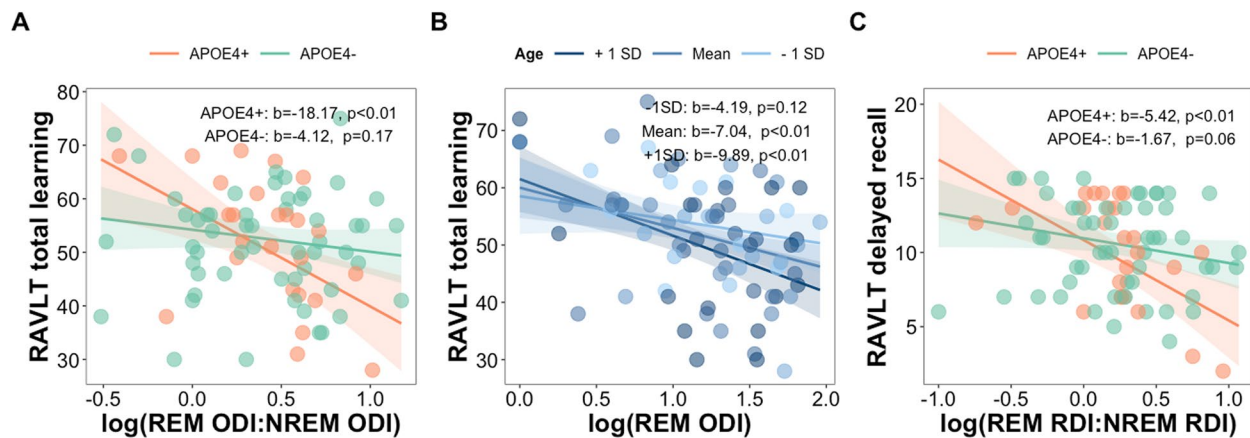 A
APOE4+ APOE4-
APOE4+: b=-18.17, p<0.01
APOE4-: b=-4.12, p=0.17
80
70
60
50
40
30
RAVLT total learning
-0.5 0.0 0.5 1.0
log(REM ODI:NREM ODI)
B
Age + 1 SD Mean - 1 SD
-1SD: b=-4.19, p=0.12
Mean: b=-7.04, p<0.01
+1SD: b=-9.89, p<0.01
70
60
50
40
30
RAVLT total learning
0.0 0.5 1.0 1.5 2.0
log(REM ODI)
C
APOE4+ APOE4-
APOE4+: b=-5.42, p<0.01
APOE4-: b=-1.67, p=0.06
20
15
10
5
RAVLT delayed recall
-1.0 -0.5 0.0 0.5 1.0
log(REM RDI:NREM RDI)